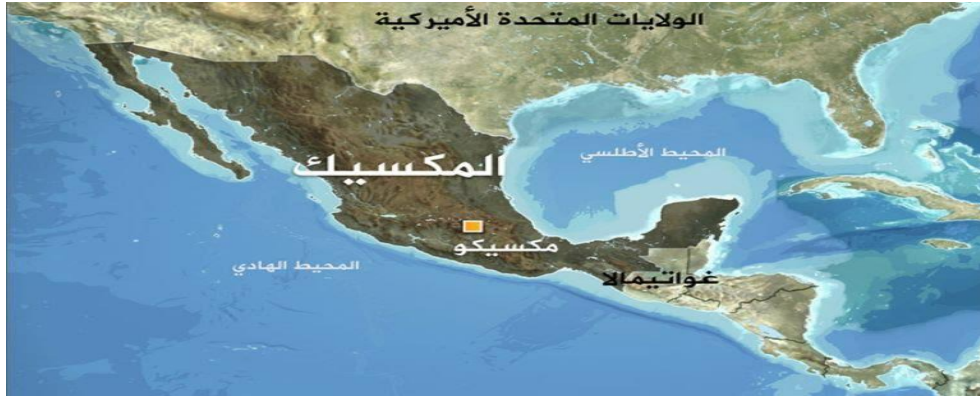 الولايات المتحدة الأميركية
المحيط الأطلسي
المكسيك
مكسيكو
المحيط الهادي
غواتيمالا